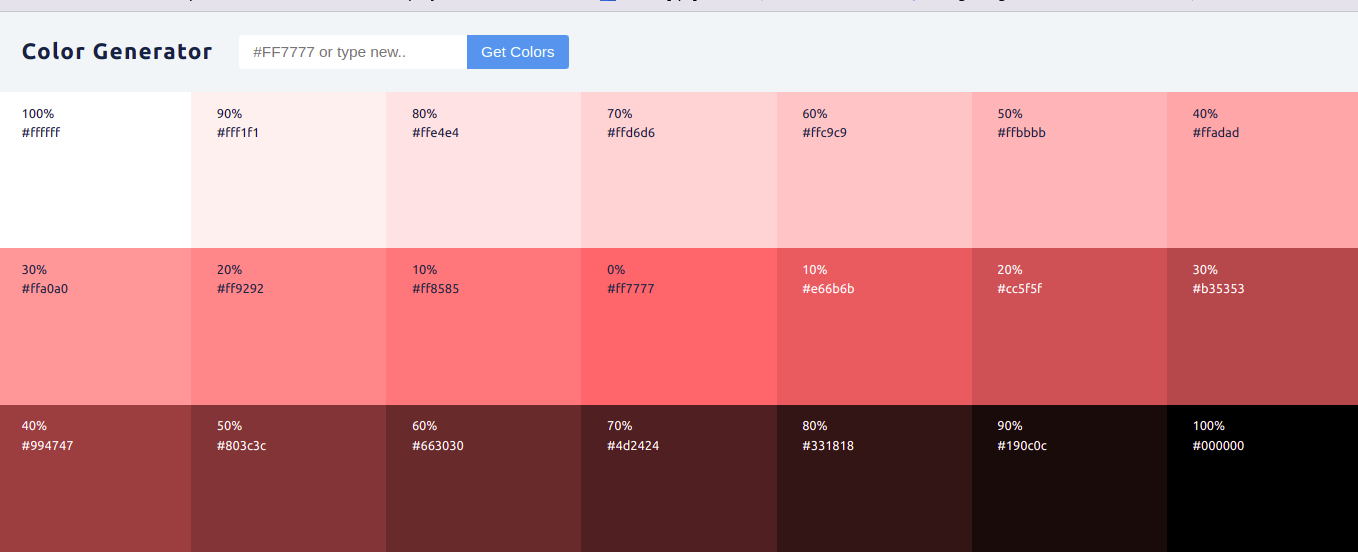 Color Generator
#FF7777 or type new..
Get Colors
100%
#ffffff
90%
#fff1f1
80%
#ffe4e4
70%
#ffd6d6
60%
#ffc9c9
50%
#ffbbbb
40%
#ffadad
30%
#ffa0a0
20%
#ff9292
10%
#ff8585
0%
#ff7777
10%
#e66b6b
20%
#cc5f5f
30%
#b35353
40%
#994747
50%
#803c3c
60%
#663030
70%
#4d2424
80%
#331818
90%
#190c0c
100%
#000000